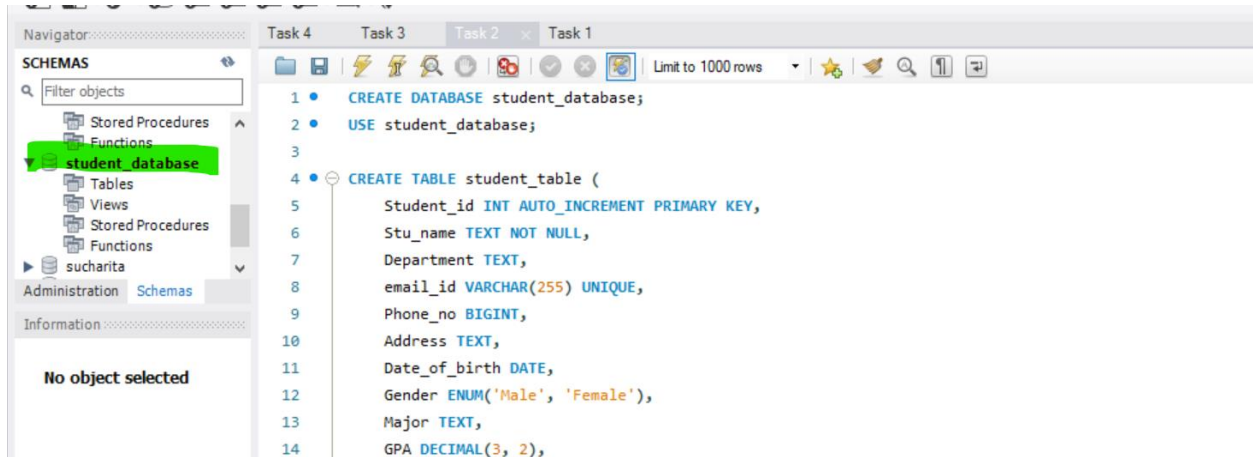 Navigator
SCHEMAS
Filter objects
Stored Procedures
Functions
student_database
Tables
Views
Stored Procedures
Functions
sucharita
Administration Schemas
Information
No object selected
Task 4 Task 3 Task 2 Task 1
Limit to 1000 rows
1 CREATE DATABASE student_database;
2 USE student_database;
3
4 CREATE TABLE student_table (
5 Student_id INT AUTO_INCREMENT PRIMARY KEY,
6 Stu_name TEXT NOT NULL,
7 Department TEXT,
8 email_id VARCHAR(255) UNIQUE,
9 Phone_no BIGINT,
10 Address TEXT,
11 Date_of_birth DATE,
12 Gender ENUM('Male', 'Female'),
13 Major TEXT,
14 GPA DECIMAL(3, 2),